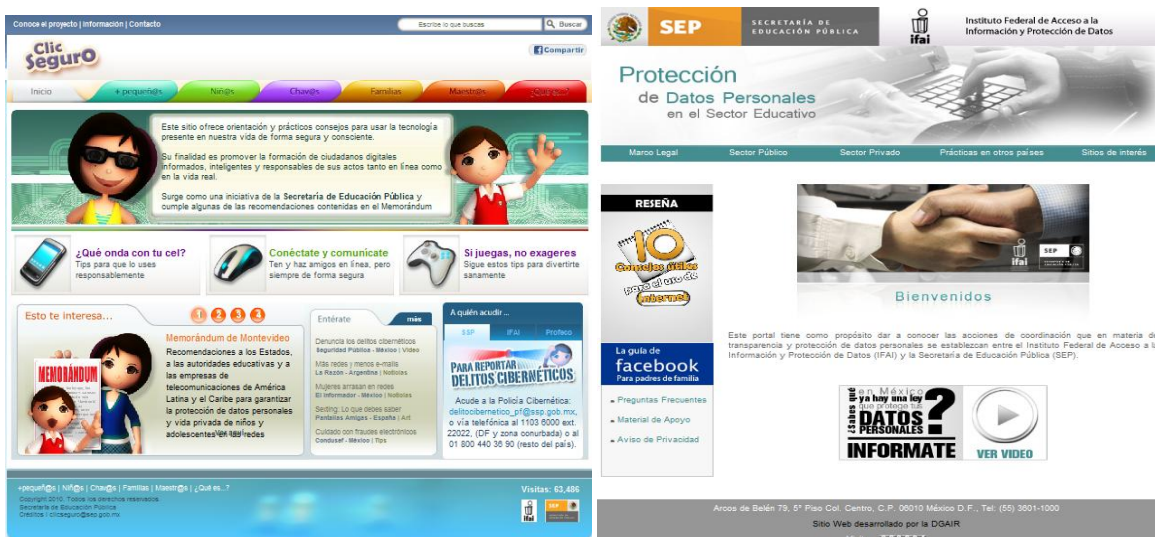 Conoce el proyecto | Información | Contacto
Escribe lo que buscas
Buscar
Clic
Seguro
Compartir
Inicio
+ pequeñ@s
Niñ@s
Chav@s
Familias
Maestr@s
Este sitio ofrece orientación y prácticos consejos para usar la tecnología
presente en nuestra vida de forma segura y consciente.
Su finalidad es promover la formación de ciudadanos digitales
informados, inteligentes y responsables de sus actos tanto en línea como
en la vida real.
Surge como una iniciativa de la Secretaría de Educación Pública y
cumple algunas de las recomendaciones contenidas en el Memorándum
¿Qué onda con tu cel?
Tips para que lo uses
responsablemente
Conéctate y comunícate
Ten y haz amigos en línea, pero
siempre de forma segura
Si juegas, no exageres
Sigue estos tips para divertirte
sanamente
Esto te interesa...
1 2 3 4
MEMORÁNDUM
Memorándum de Montevideo
Recomendaciones a los Estados,
a las autoridades educativas y a
las empresas de
telecomunicaciones de América
Latina y el Caribe para garantizar
la protección de datos personales
y vida privada de niños y
adolescentes en las redes
Entérate
más
Denuncia los delitos cibernéticos
Seguridad Pública - México | Video
Más redes y menos e-mails
La Razón - Argentina | Noticias
Mujeres arrasan en redes
El Informador - México | Noticias
Sexting: Lo que debes saber
Pantallas Amigas - España | Art
Cuidado con fraudes electrónicos
Condusef - México | Tips
A quién acudir ...
SSP
IFAI
Profeco
PARA REPORTAR
DELITOS CIBERNÉTICOS
Acude a la Policía Cibernética:
delitocibernetico_pf@ssp.gob.mx,
o vía telefónica al 1103 6000 ext.
22022, (DF y zona conurbada) o al
01 800 440 36 90 (resto del país).
+pequeñ@s | Niñ@s | Chav@s | Familias | Maestr@s | ¿Qué es...?
Copyright 2010. Todos los derechos reservados.
Secretaría de Educación Pública
Créditos | clicseguro@sep.gob.mx
Visitas: 63,486
ifai
SEP
SEP
SECRETARÍA DE
EDUCACIÓN PÚBLICA
ifai
Instituto Federal de Acceso a la
Información y Protección de Datos
Protección
de Datos Personales
en el Sector Educativo
Marco Legal
Sector Público
Sector Privado
Prácticas en otros países
Sitios de interés
RESEÑA
10
Consejos útiles
para el uso de
Internet
La guía de
facebook
Para padres de familia
Preguntas Frecuentes
Material de Apoyo
Aviso de Privacidad
ifai
SEP
Bienvenidos
Este portal tiene como propósito dar a conocer las acciones de coordinación que en materia de
transparencia y protección de datos personales se establezcan entre el Instituto Federal de Acceso a la
Información y Protección de Datos (IFAI) y la Secretaría de Educación Pública (SEP).
¿Sabes que
en México
ya hay una ley
que protege tus
DATOS
PERSONALES
?
INFORMATE
VER VIDEO
Arcos de Belén 79, 5° Piso Col. Centro, C.P. 06010 México D.F., Tel: (55) 3601-1000
Sitio Web desarrollado por la DGAIR